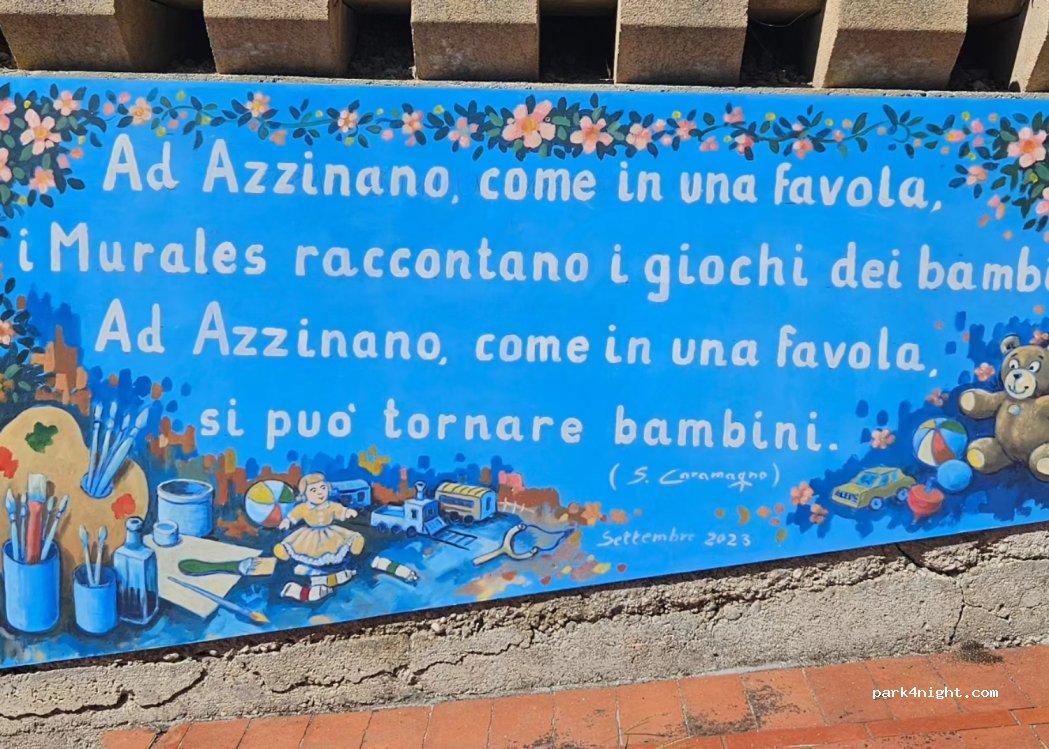 Ad Azzinano, come in una favola,
i Murales raccontano i giochi dei bambi
Ad Azzinano, come in una favola,
si può tornare bambini.
(S. Caramagno)
Settembre 2023
park4night.com